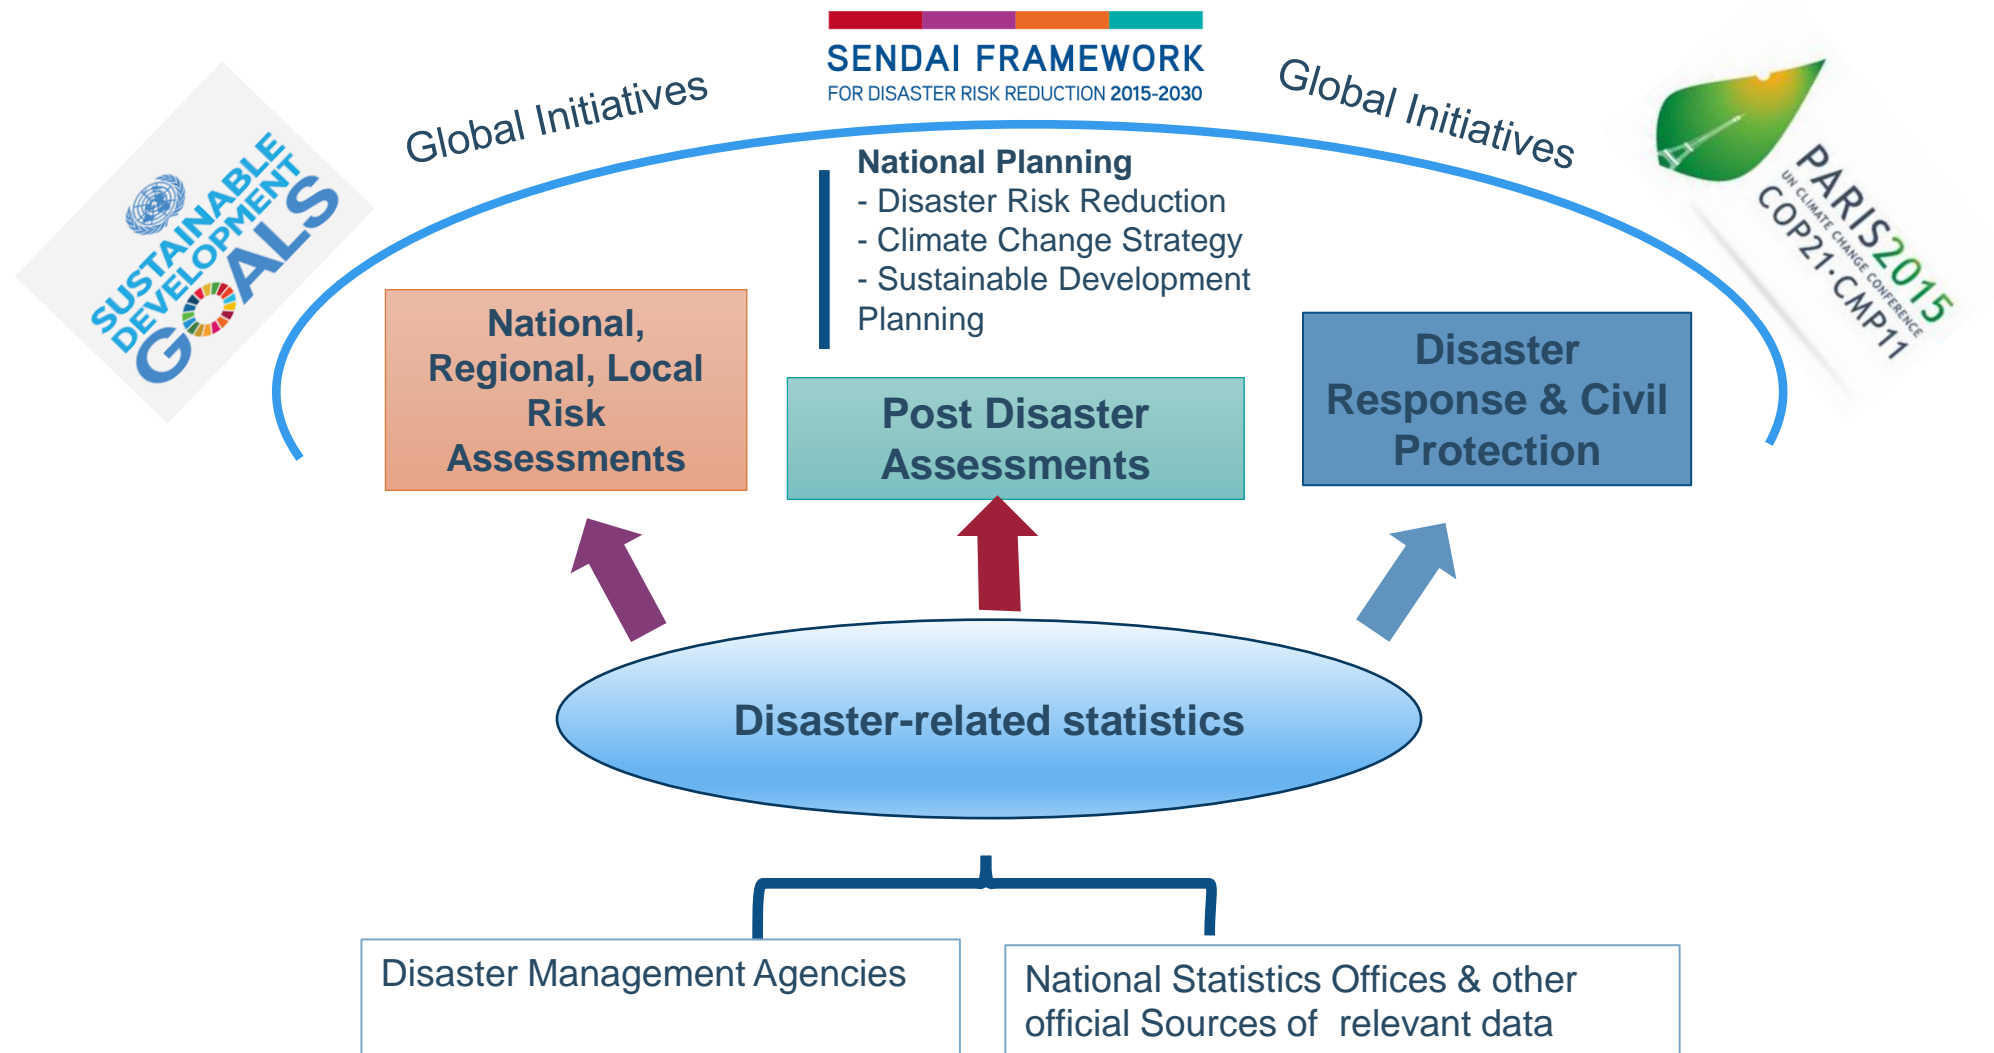 SENDAI FRAMEWORK
FOR DISASTER RISK REDUCTION 2015-2030
Global Initiatives
Global Initiatives
SUSTAINABLE
DEVELOPMENT
GOALS
PARIS2015
UN CLIMATE CHANGE CONFERENCE
COP21·CMP11
National Planning
- Disaster Risk Reduction
- Climate Change Strategy
- Sustainable Development
Planning
National,
Regional, Local
Risk
Assessments
Post Disaster
Assessments
Disaster
Response & Civil
Protection
Disaster-related statistics
Disaster Management Agencies
National Statistics Offices & other
official Sources of  relevant data